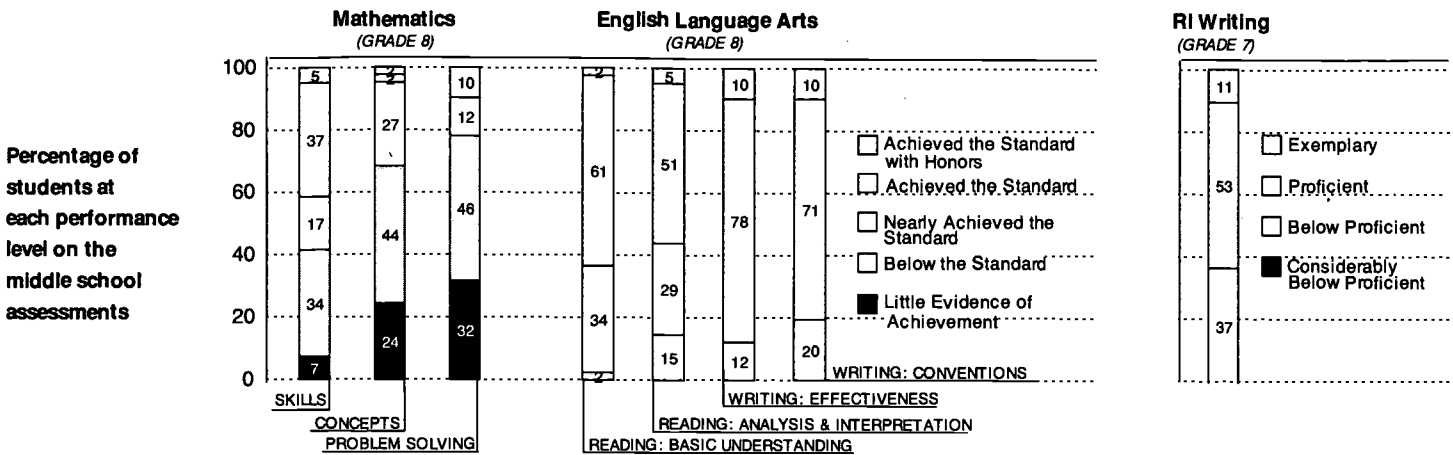 Mathematics
(GRADE 8)
English Language Arts
(GRADE 8)
RI Writing
(GRADE 7)
Percentage of
students at
each performance
level on the
middle school
assessments
100
80
60
40
20
0
5
37
17
34
7
2
2
27
44
24
10
12
46
32
2
61
34
2
5
51
29
15
10
78
12
10
71
20
Achieved the Standard
with Honors
Achieved the Standard
Nearly Achieved the
Standard
Below the Standard
Little Evidence of
Achievement
11
53
37
Exemplary
Proficient
Below Proficient
Considerably
Below Proficient
SKILLS
CONCEPTS
PROBLEM SOLVING
WRITING: CONVENTIONS
WRITING: EFFECTIVENESS
READING: ANALYSIS & INTERPRETATION
READING: BASIC UNDERSTANDING